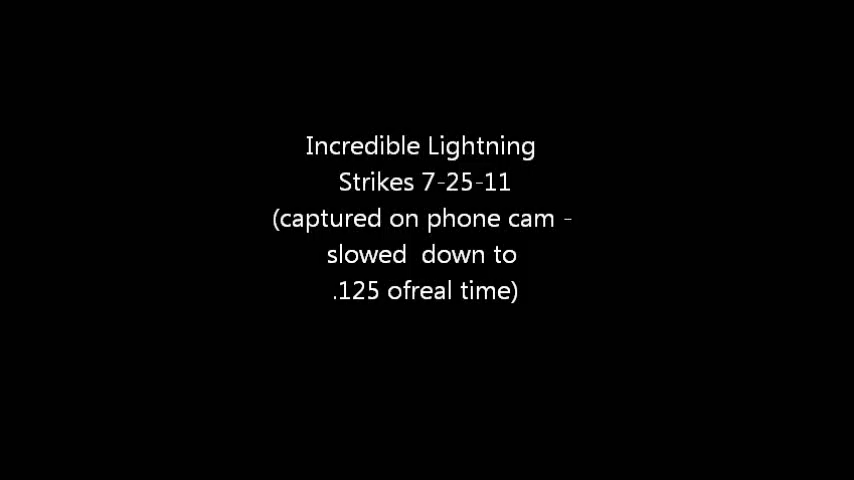 Incredible Lightning
Strikes 7-25-11
(captured on phone cam -
slowed  down to
.125 ofreal time)